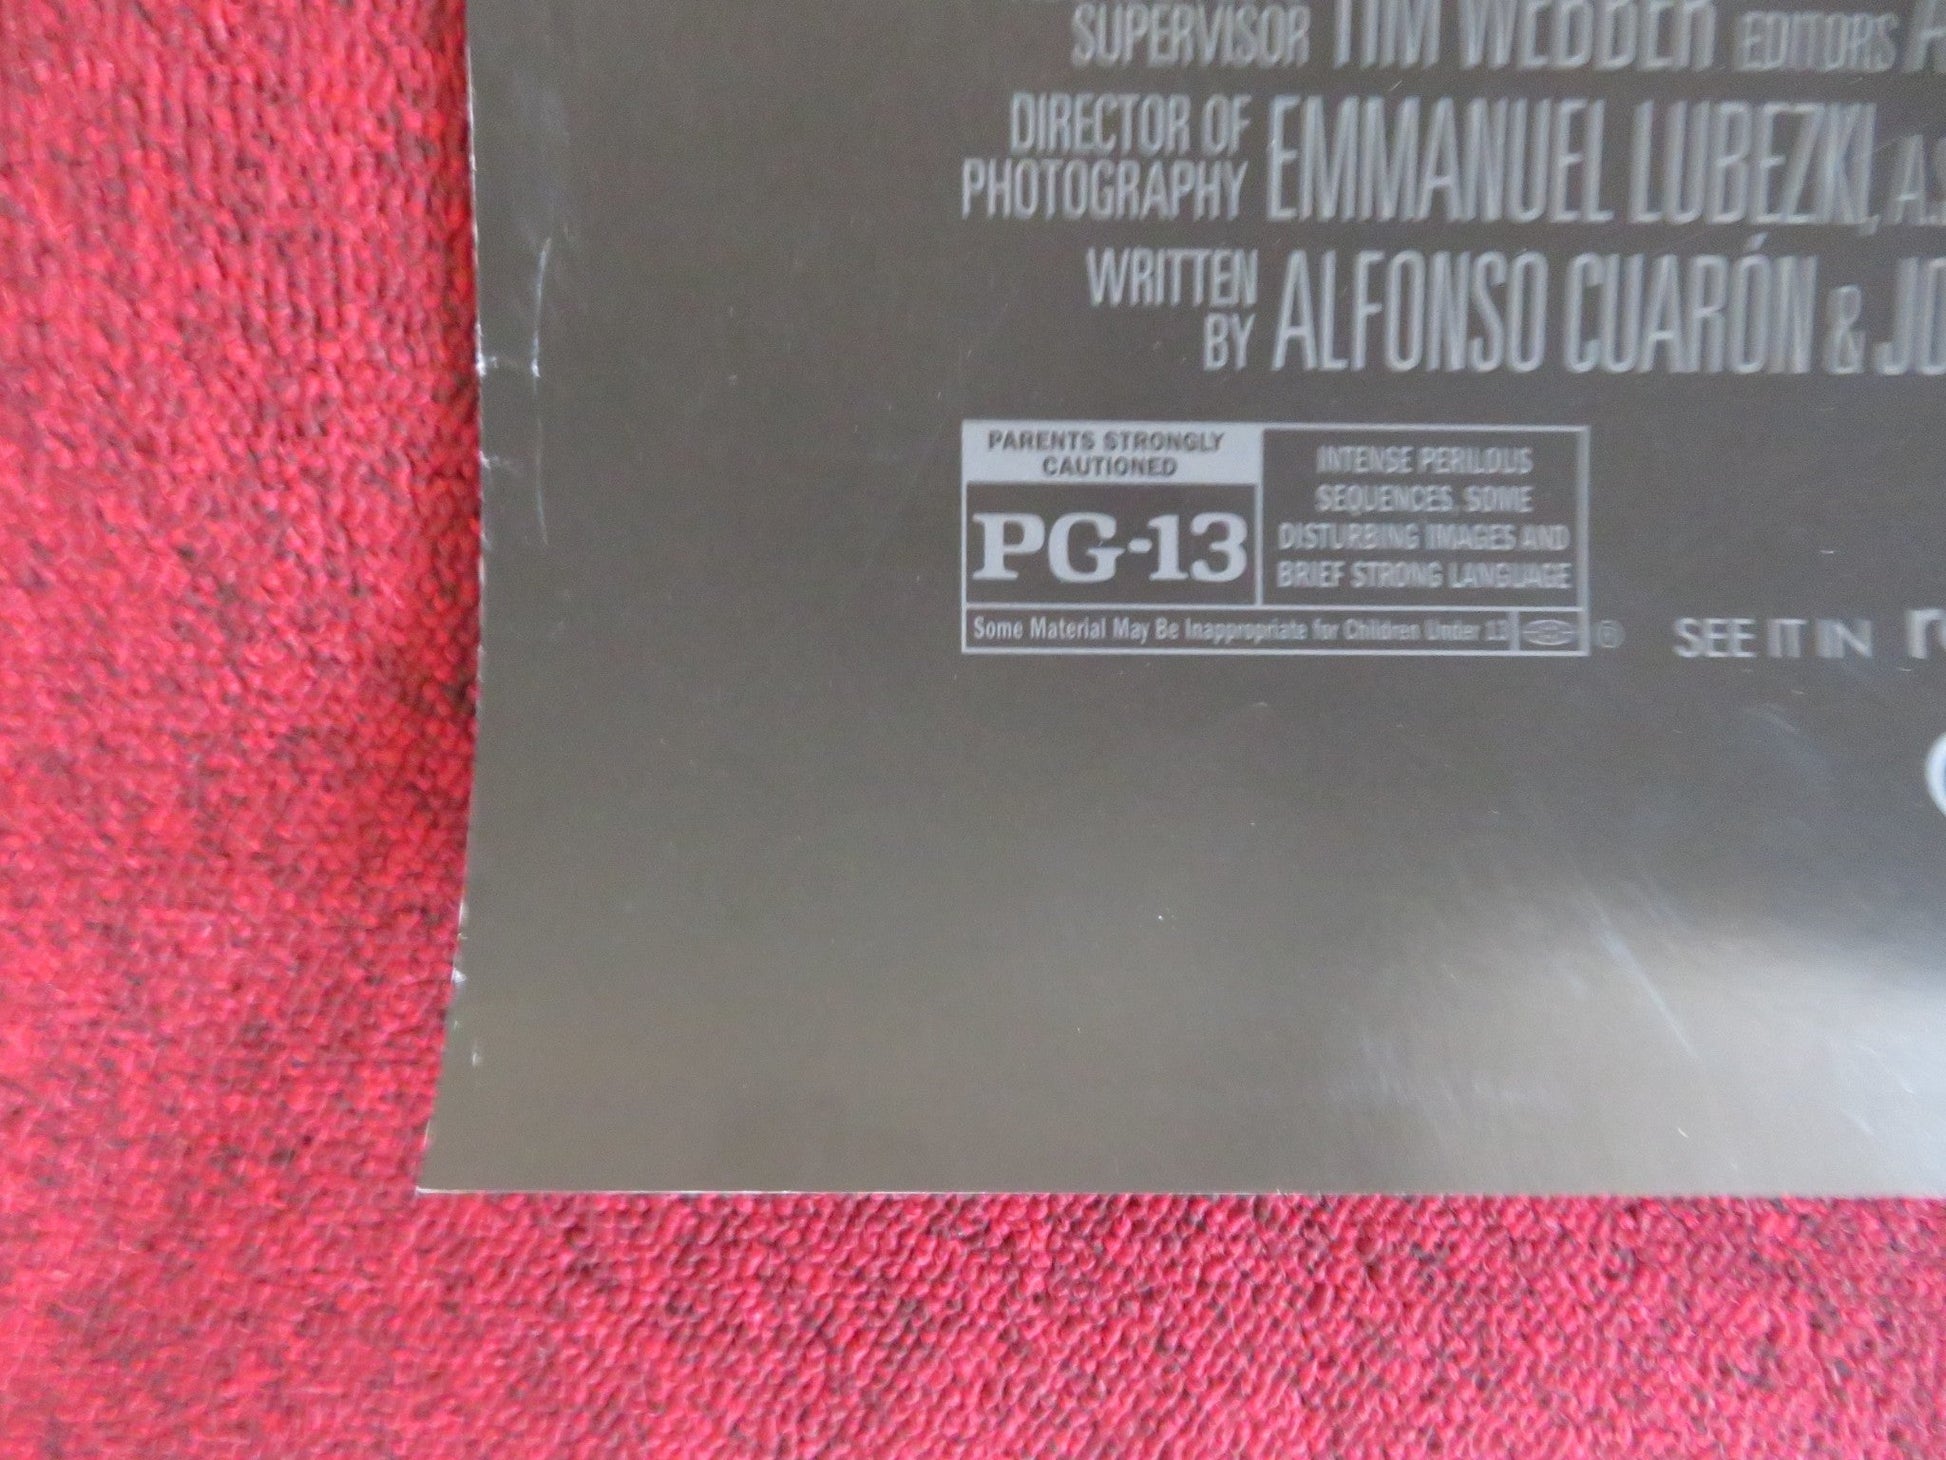 SUPERVISOR TIM WEBBER EDITORS
DIRECTOR OF PHOTOGRAPHY EMMANUEL LUBEZKI,
WRITTEN BY ALFONSO CUARÓN &
PARENTS STRONGLY
CAUTIONED
PG-13
INTENSE PERILOUS
SEQUENCES, SOME
DISTURBING IMAGES AND
BRIEF STRONG LANGUAGE
Some Material May Be Inappropriate for Children Under 13
®
SEE IT IN